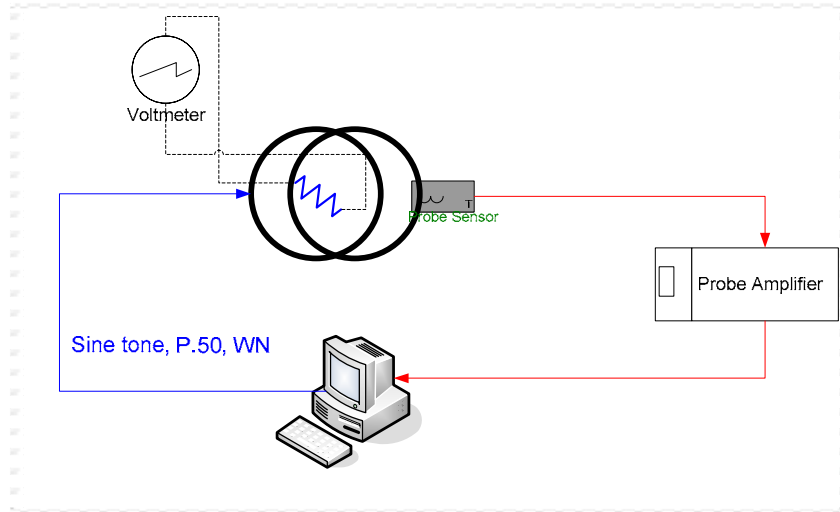 Voltmeter
T
Probe Sensor
Probe Amplifier
Sine tone, P.50, WN